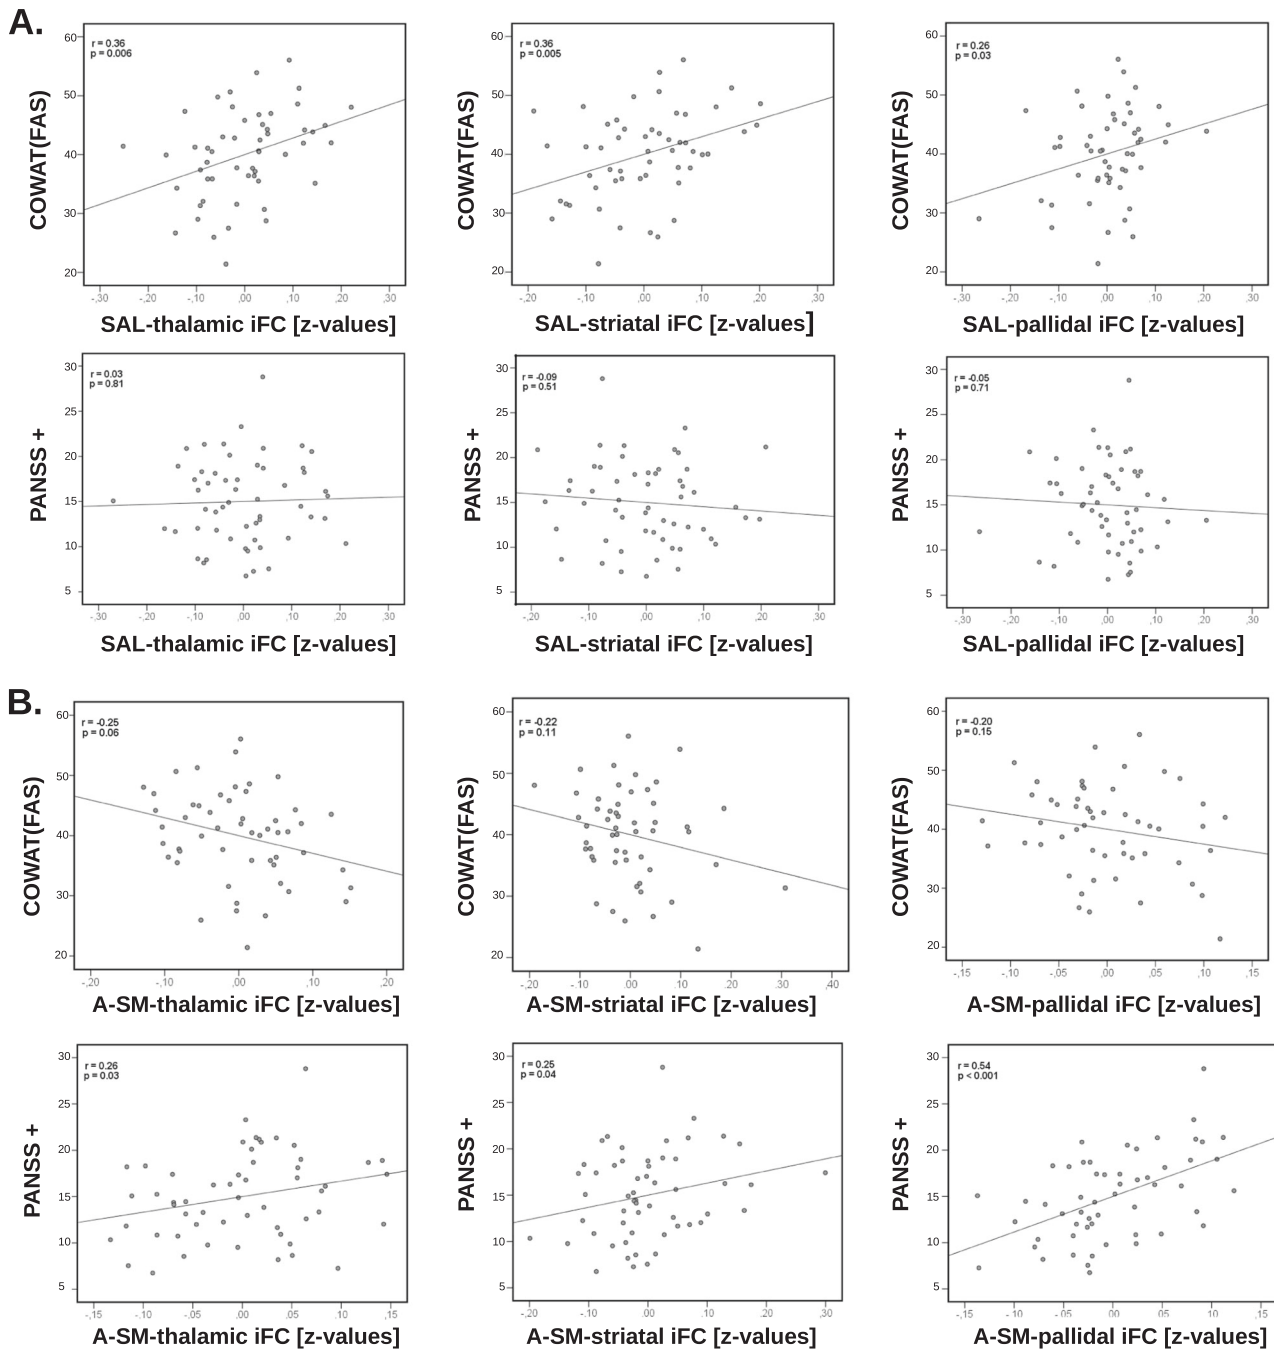 A.
r = 0.36
p = 0.006
60
50
40
30
20
COWAT(FAS)
-,30 -,20 -,10 ,00 ,10 ,20 ,30
SAL-thalamic iFC [z-values]
r = 0.36
p = 0.005
60
50
40
30
20
COWAT(FAS)
-,20 -,10 ,00 ,10 ,20 ,30
SAL-striatal iFC [z-values]
r = 0.26
p = 0.03
60
50
40
30
20
COWAT(FAS)
-,30 -,20 -,10 ,00 ,10 ,20 ,30
SAL-pallidal iFC [z-values]
r = 0.03
p = 0.81
30
25
20
15
10
5
PANSS +
-,30 -,20 -,10 ,00 ,10 ,20 ,30
SAL-thalamic iFC [z-values]
r = -0.09
p = 0.51
30
25
20
15
10
5
PANSS +
-,20 -,10 ,00 ,10 ,20 ,30
SAL-striatal iFC [z-values]
r = -0.05
p = 0.71
30
25
20
15
10
5
PANSS +
-,30 -,20 -,10 ,00 ,10 ,20 ,30
SAL-pallidal iFC [z-values]
B.
r = -0.25
p = 0.06
60
50
40
30
20
COWAT(FAS)
-,20 -,10 ,00 ,10 ,20
A-SM-thalamic iFC [z-values]
r = -0.22
p = 0.11
60
50
40
30
20
COWAT(FAS)
-,20 -,10 ,00 ,10 ,20 ,30 ,40
A-SM-striatal iFC [z-values]
r = -0.20
p = 0.15
60
50
40
30
20
COWAT(FAS)
-,15 -,10 -,05 ,00 ,05 ,10 ,15
A-SM-pallidal iFC [z-values]
r = 0.26
p = 0.03
30
25
20
15
10
5
PANSS +
-,15 -,10 -,05 ,00 ,05 ,10 ,15
A-SM-thalamic iFC [z-values]
r = 0.25
p = 0.04
30
25
20
15
10
5
PANSS +
-,20 -,10 ,00 ,10 ,20 ,30
A-SM-striatal iFC [z-values]
r = 0.54
p < 0.001
30
25
20
15
10
5
PANSS +
-,15 -,10 -,05 ,00 ,05 ,10 ,15
A-SM-pallidal iFC [z-values]